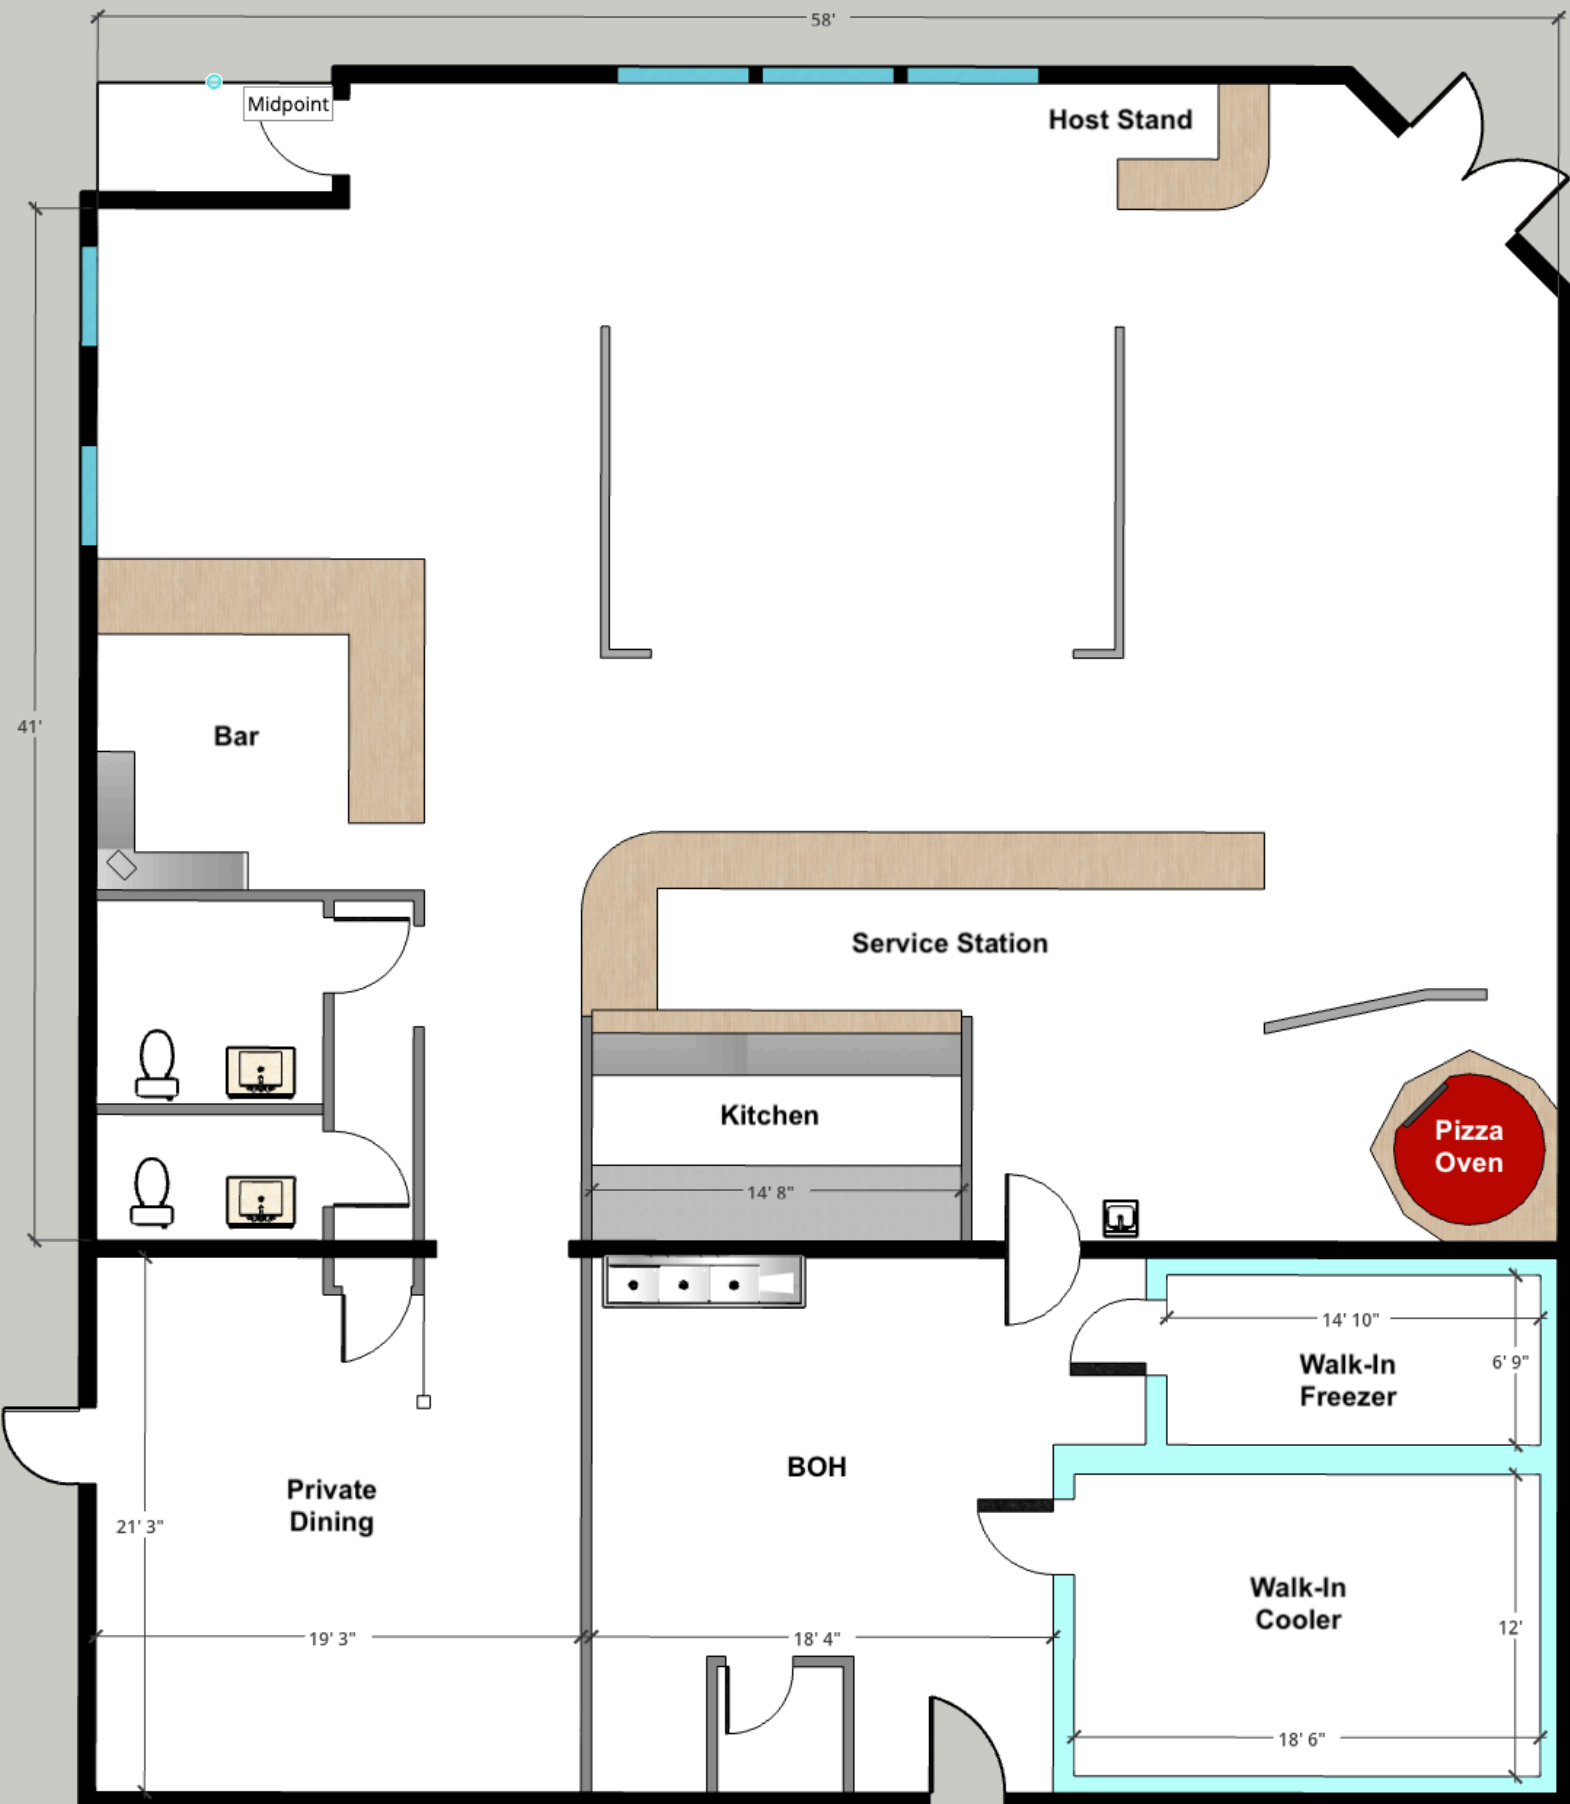 58'
Midpoint
Host Stand
41'
Bar
Service Station
Kitchen
Pizza
Oven
14' 8"
14' 10"
6' 9"
Walk-In
Freezer
BOH
Private
Dining
21' 3"
Walk-In
Cooler
12'
19' 3"
18' 4"
18' 6"